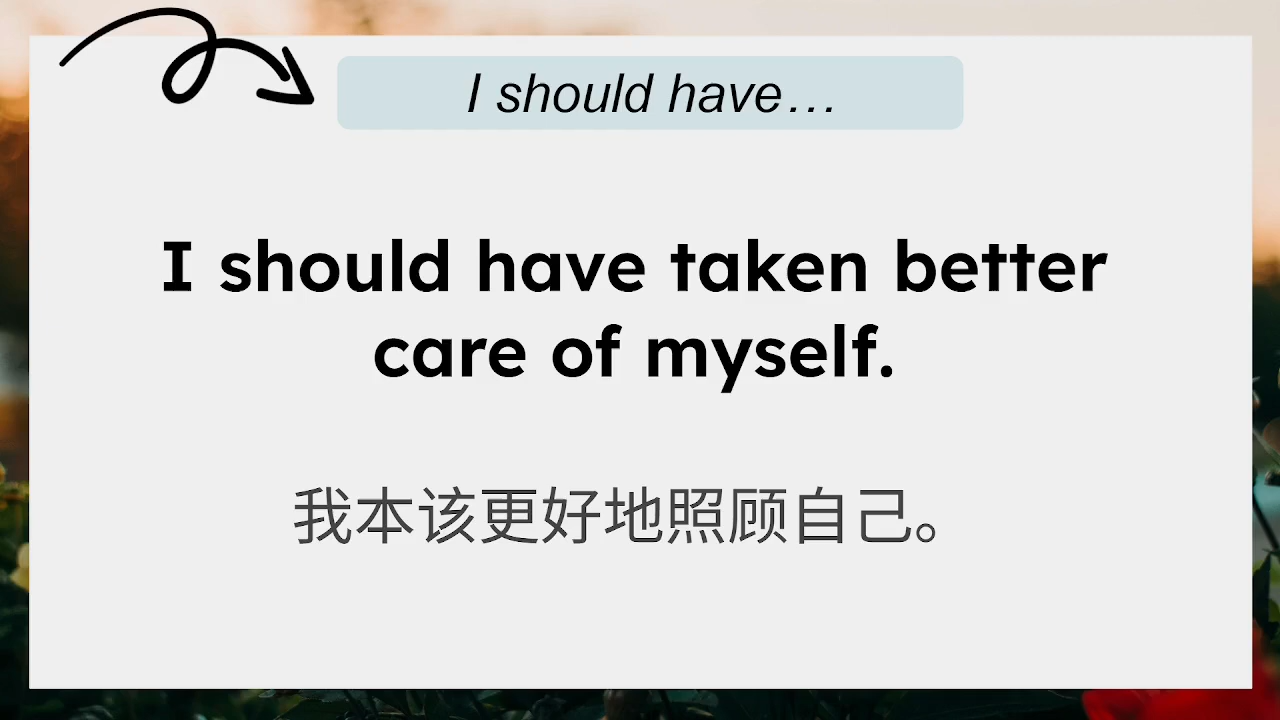 I should have…
I should have taken better
care of myself.
我本该更好地照顾自己。